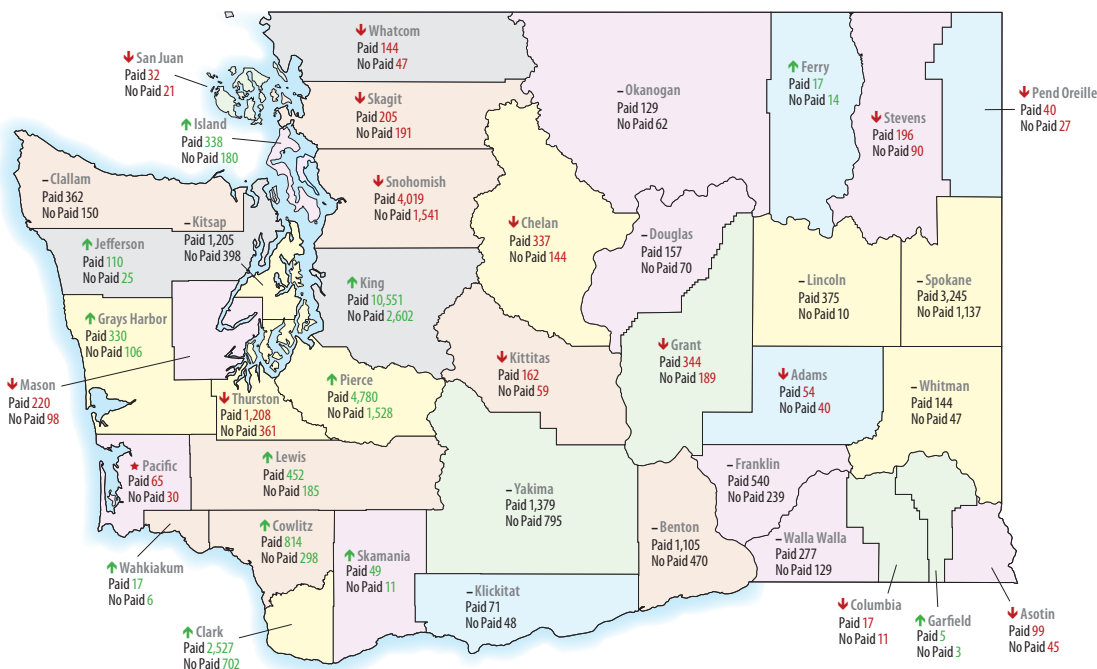 ↓ Whatcom
Paid 144
No Paid 47
↓ San Juan
Paid 32
No Paid 21
↓ Skagit
Paid 205
No Paid 191
↑ Island
Paid 338
No Paid 180
– Okanogan
Paid 129
No Paid 62
↑ Ferry
Paid 17
No Paid 14
↓ Stevens
Paid 196
No Paid 90
↓ Pend Oreille
Paid 40
No Paid 27
– Clallam
Paid 362
No Paid 150
↓ Snohomish
Paid 4,019
No Paid 1,541
– Kitsap
Paid 1,205
No Paid 398
↓ Chelan
Paid 337
No Paid 144
– Douglas
Paid 157
No Paid 70
↑ Jefferson
Paid 110
No Paid 25
↑ King
Paid 10,551
No Paid 2,602
– Lincoln
Paid 375
No Paid 10
– Spokane
Paid 3,245
No Paid 1,137
↑ Grays Harbor
Paid 330
No Paid 106
↓ Kittitas
Paid 162
No Paid 59
↓ Grant
Paid 344
No Paid 189
↓ Mason
Paid 220
No Paid 98
↓ Thurston
Paid 1,208
No Paid 361
↑ Pierce
Paid 4,780
No Paid 1,528
↓ Adams
Paid 54
No Paid 40
– Whitman
Paid 144
No Paid 47
★ Pacific
Paid 65
No Paid 30
↑ Lewis
Paid 452
No Paid 185
– Yakima
Paid 1,379
No Paid 795
– Franklin
Paid 540
No Paid 239
↑ Wahkiakum
Paid 17
No Paid 6
↑ Cowlitz
Paid 814
No Paid 298
↑ Skamania
Paid 49
No Paid 11
– Benton
Paid 1,105
No Paid 470
– Walla Walla
Paid 277
No Paid 129
↑ Clark
Paid 2,527
No Paid 702
– Klickitat
Paid 71
No Paid 48
↓ Columbia
Paid 17
No Paid 11
↑ Garfield
Paid 5
No Paid 3
↓ Asotin
Paid 99
No Paid 45